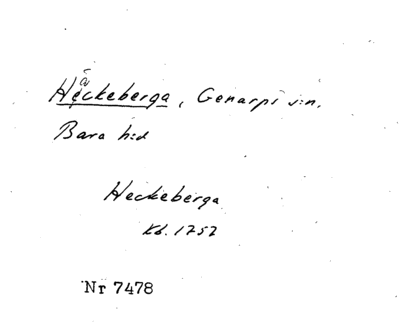 Häckeberga, Genarps s:n.
Bara h:d
Heckeberga
Kb. 1757
Nr 7478